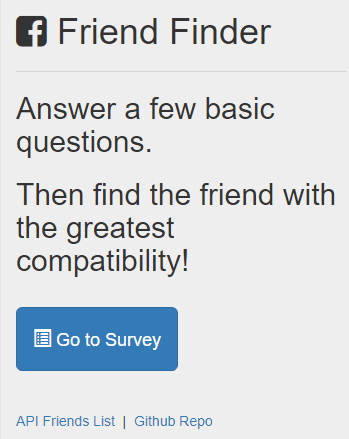 Friend Finder
Answer a few basic
questions.
Then find the friend with
the greatest
compatibility!
Go to Survey
API Friends List | Github Repo